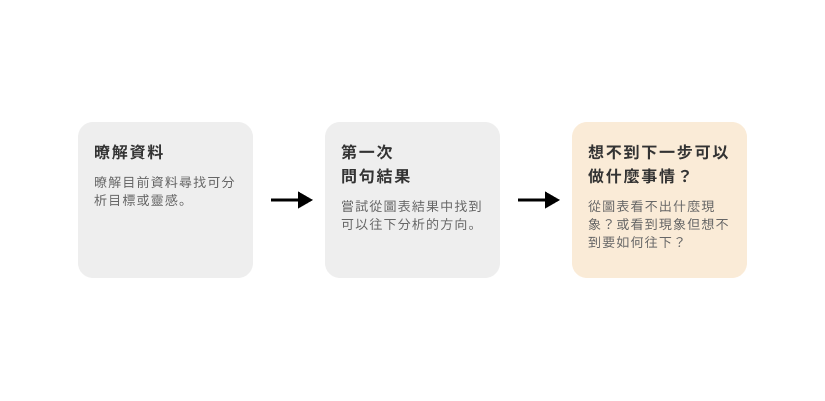 暸解資料
暸解目前資料尋找可分
析目標或靈感。
第一次
問句結果
嘗試從圖表結果中找到
可以往下分析的方向。
想不到下一步可以
做什麼事情？
從圖表看不出什麼現
象？或看到現象但想不
到要如何往下？